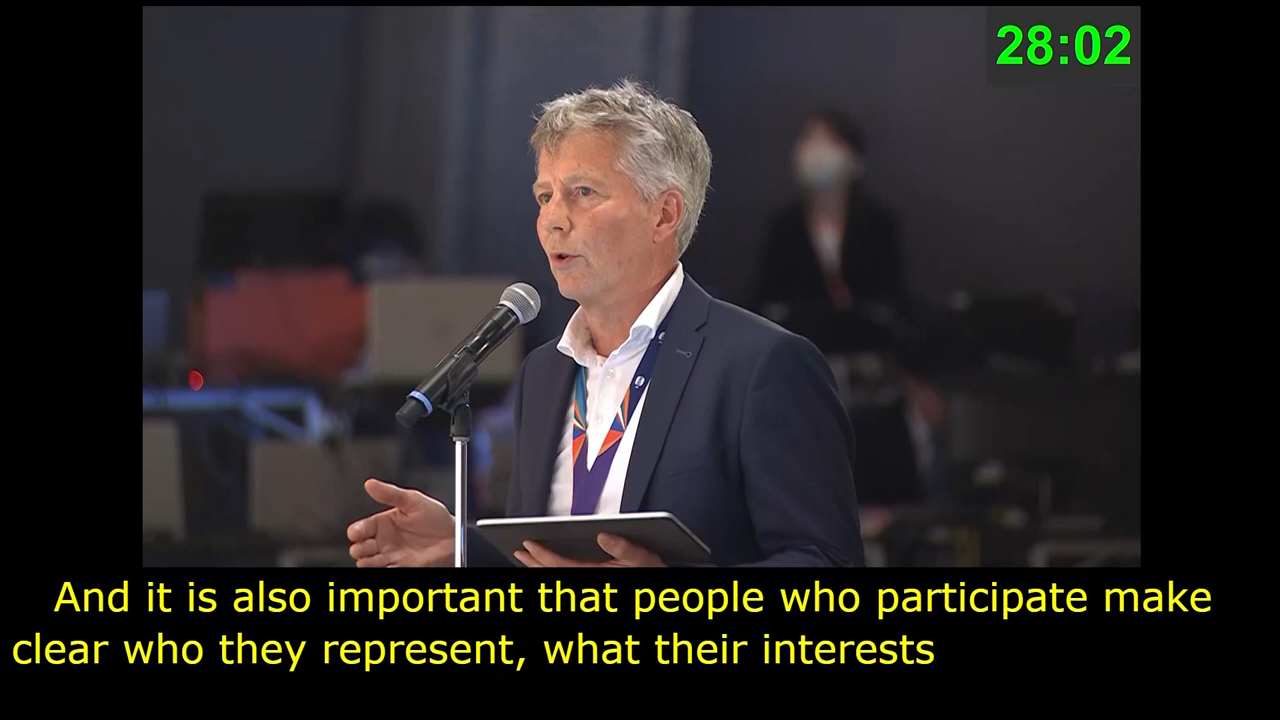 28:02
And it is also important that people who participate make
clear who they represent, what their interests